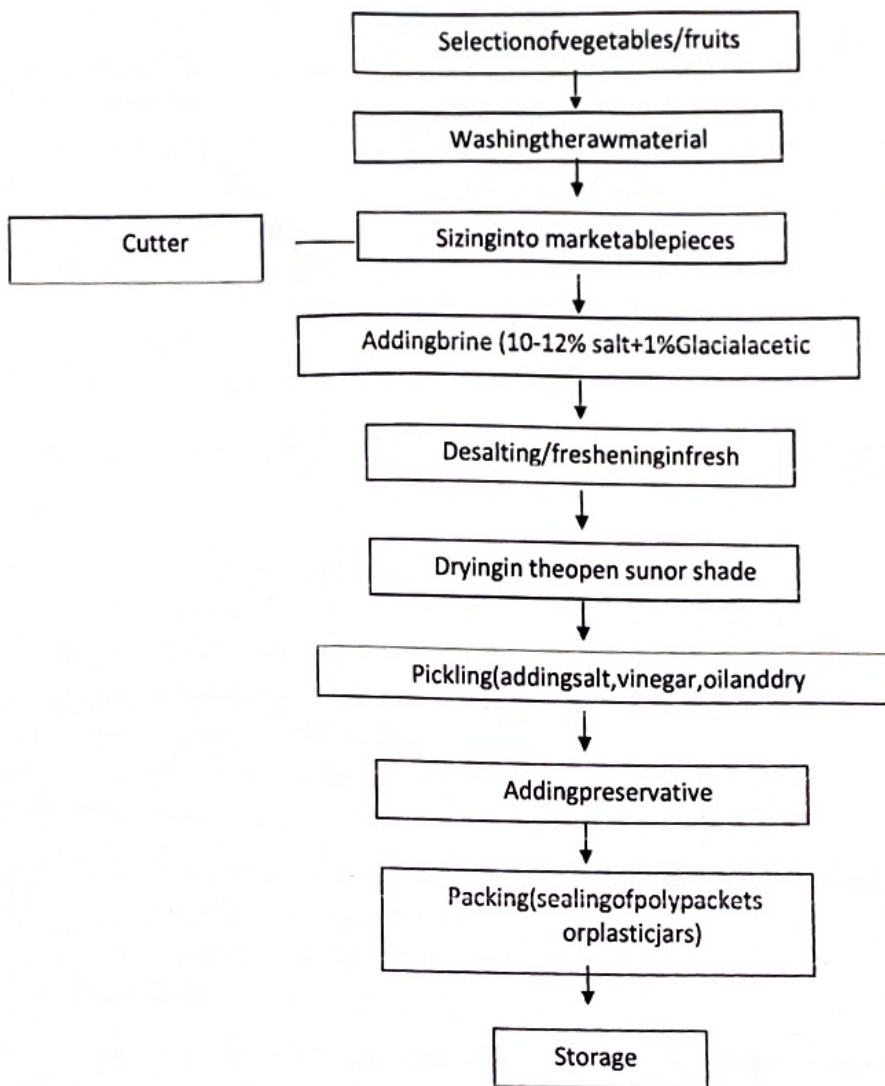 Selectionofvegetables/fruits
Washingtherawmaterial
Cutter
Sizinginto marketablepieces
Addingbrine (10-12% salt+1%Glacialacetic
Desalting/fresheninginfresh
Dryingin theopen sunor shade
Pickling(addingsalt,vinegar,oilanddry
Addingpreservative
Packing(sealingofpolypackets
orplasticjars)
Storage